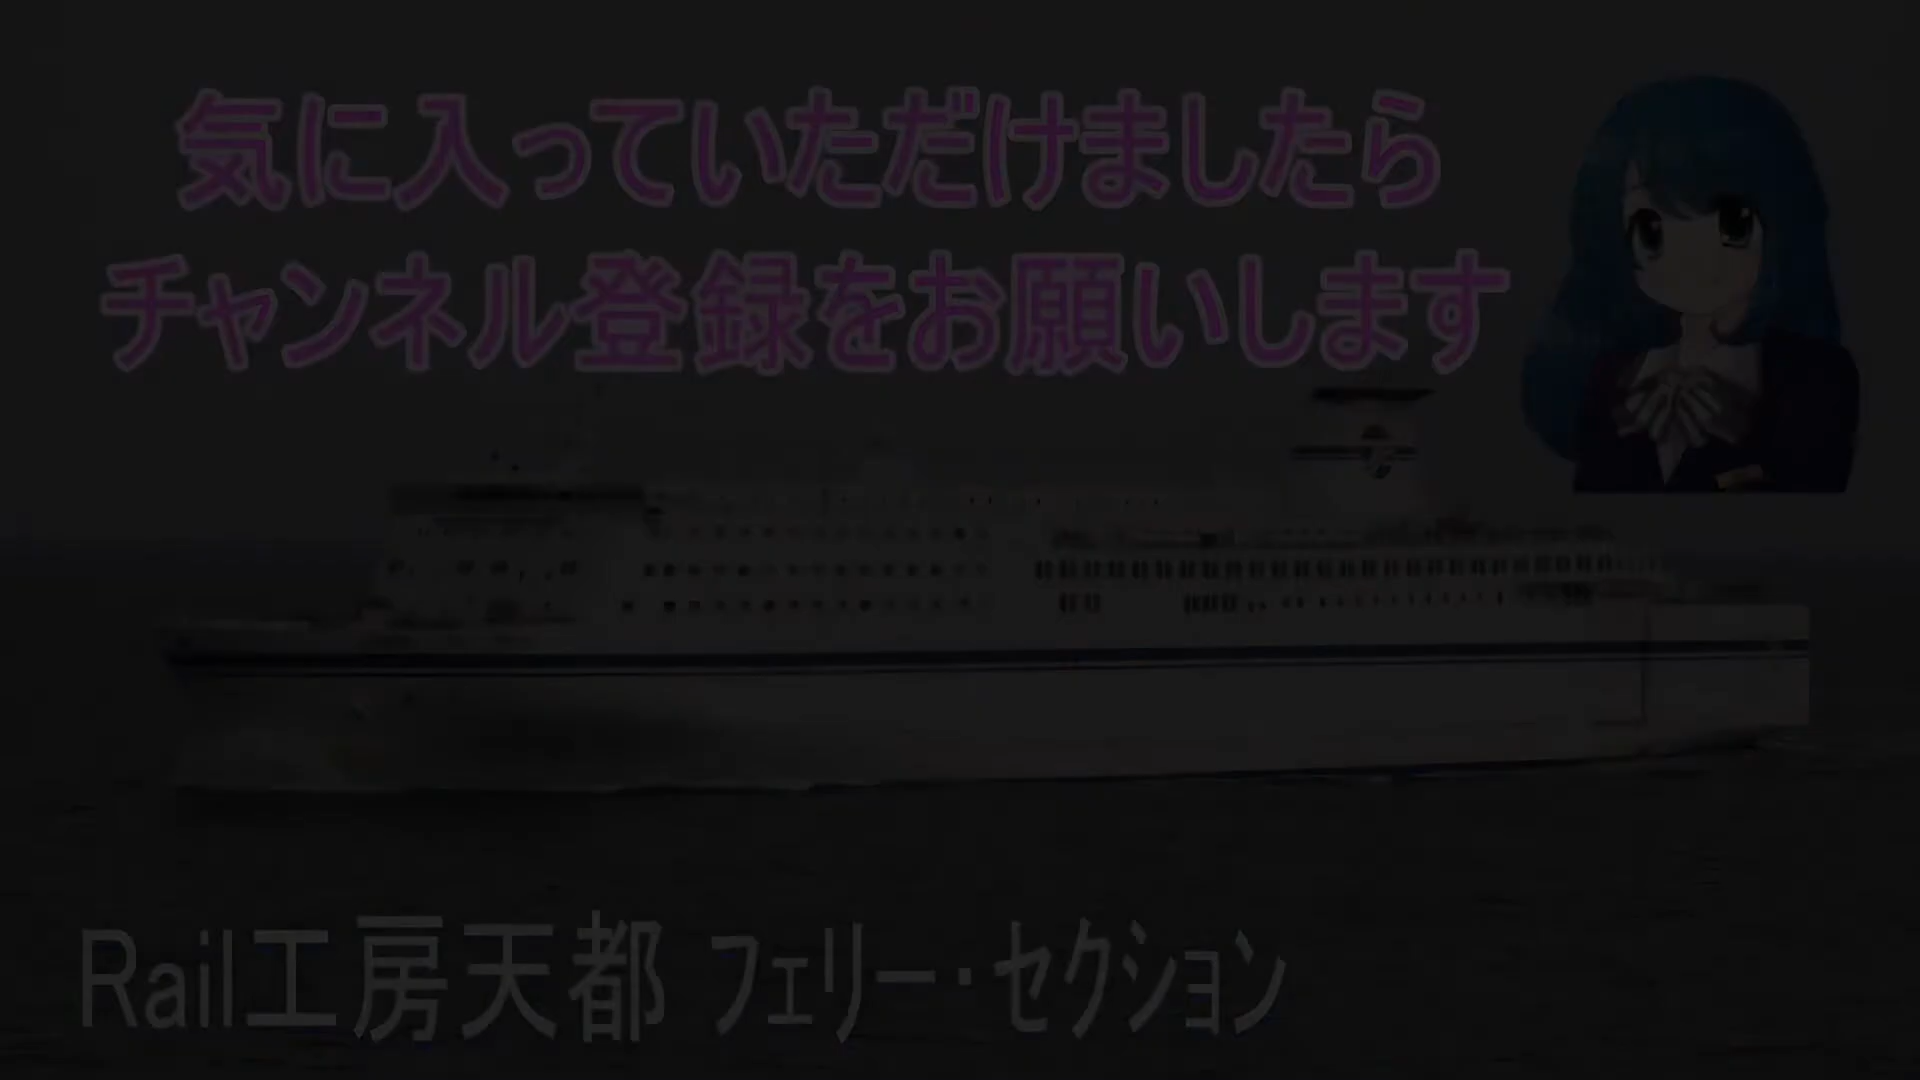 気に入っていただけましたら
チャンネル登録をお願いします
Rail工房天都 フェリー・セクション